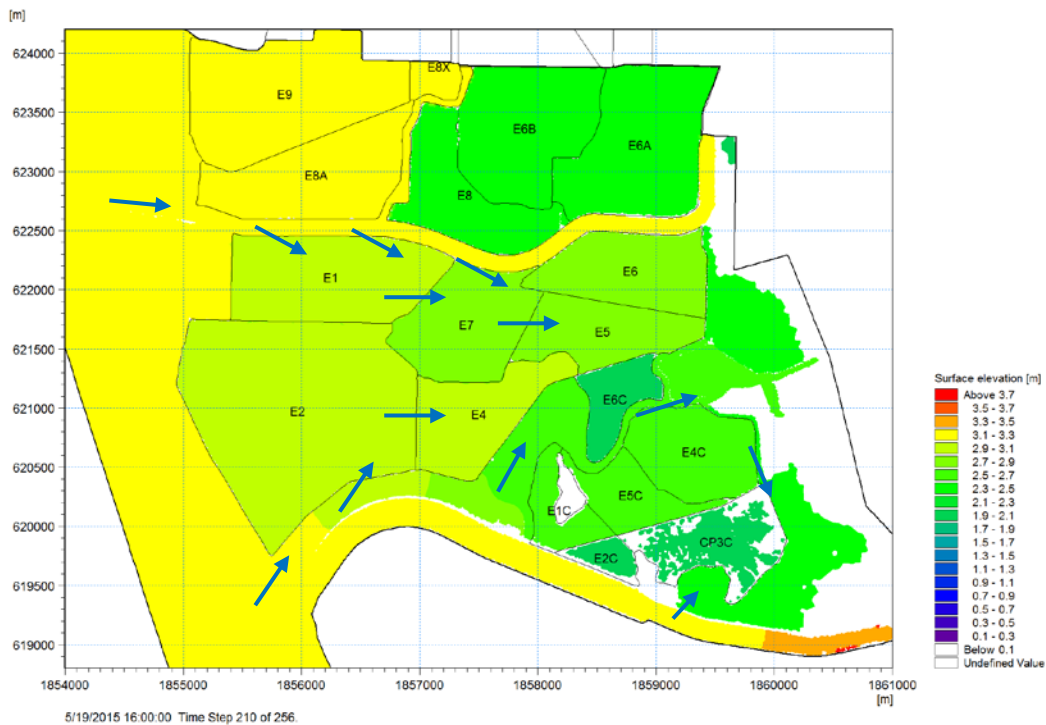 [m]
624000
623500
623000
622500
622000
621500
621000
620500
620000
619500
619000
E9
E8X
E6B
E6A
E8A
E8
E1
E6
E7
E5
E2
E4
E6C
E4C
E5C
E1C
E2C
CP3C
Surface elevation [m]
Above 3.7
3.5 - 3.7
3.3 - 3.5
3.1 - 3.3
2.9 - 3.1
2.7 - 2.9
2.5 - 2.7
2.3 - 2.5
2.1 - 2.3
1.9 - 2.1
1.7 - 1.9
1.5 - 1.7
1.3 - 1.5
1.1 - 1.3
0.9 - 1.1
0.7 - 0.9
0.5 - 0.7
0.3 - 0.5
0.1 - 0.3
Below 0.1
Undefined Value
1854000 1855000 1856000 1857000 1858000 1859000 1860000 1861000
[m]
5/19/2015 16:00:00 Time Step 210 of 256.